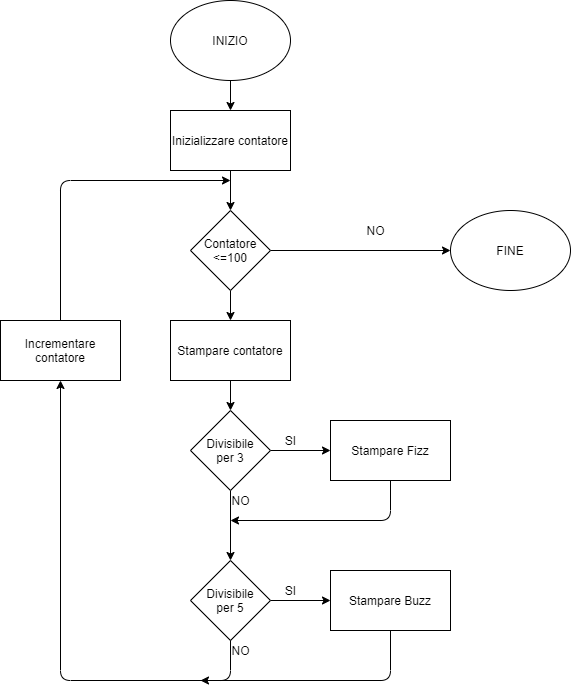 INIZIO
Inizializzare contatore
Contatore
<=100
NO
FINE
Incrementare
contatore
Stampare contatore
Divisibile
per 3
SI
Stampare Fizz
NO
Divisibile
per 5
SI
Stampare Buzz
NO